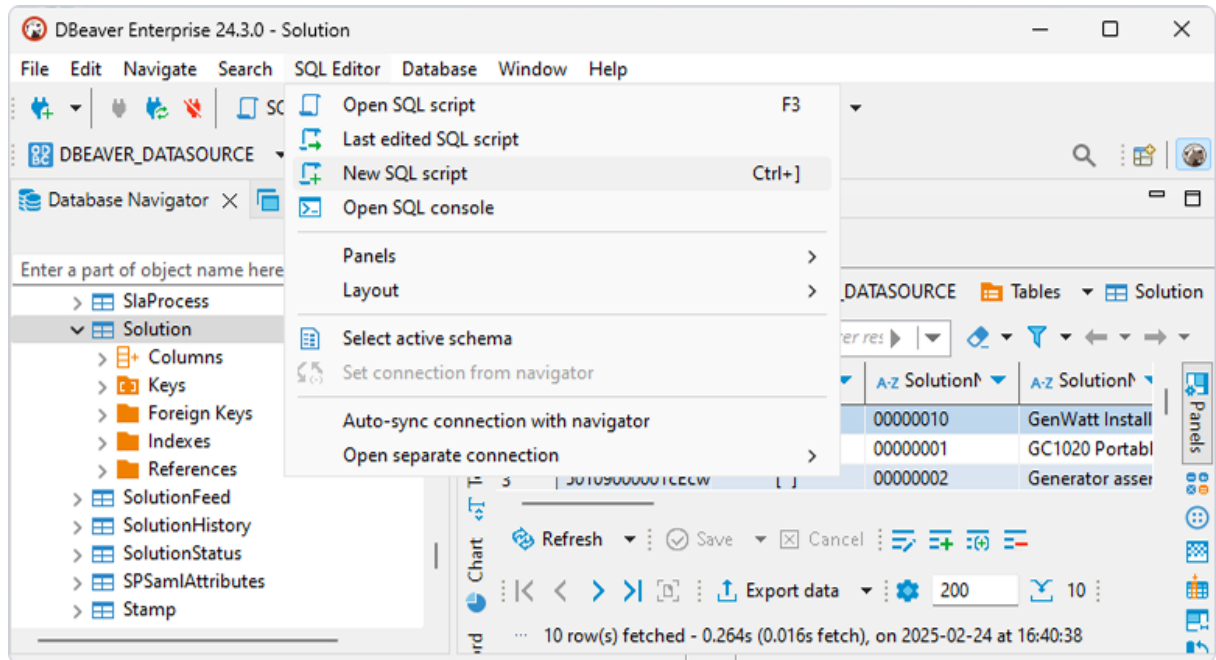 DBeaver Enterprise 24.3.0 - Solution
File Edit Navigate Search SQL Editor Database Window Help
Open SQL script F3
Last edited SQL script
DBEAVER_DATASOURCE
New SQL script Ctrl+]
Database Navigator
Open SQL console
Panels
Enter a part of object name here
Layout
_DATASOURCE Tables Solution
SlaProcess
Solution
Select active schema
Columns
Set connection from navigator
Keys
Foreign Keys
Auto-sync connection with navigator
Indexes
Open separate connection
References
SolutionFeed
SolutionHistory
SolutionStatus
SPSamlAttributes
Stamp
A-Z SolutionN A-Z SolutionN
00000010 GenWatt Install
00000001 GC1020 Portabl
3 [ ] 00000002 Generator asser
Panels
Chart
Refresh Save Cancel
Export data 200 10
10 row(s) fetched - 0.264s (0.016s fetch), on 2025-02-24 at 16:40:38